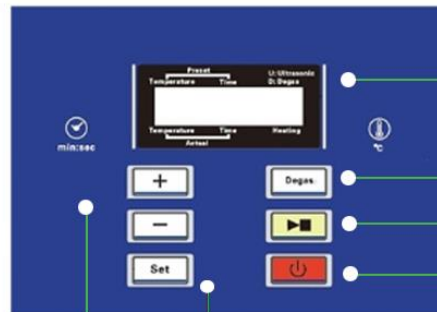 Preset
U: Ultrasonic
Temperature Time D: Degas
Temperature Time Heating
Actual
min:sec
℃
+
Degas
−
Set